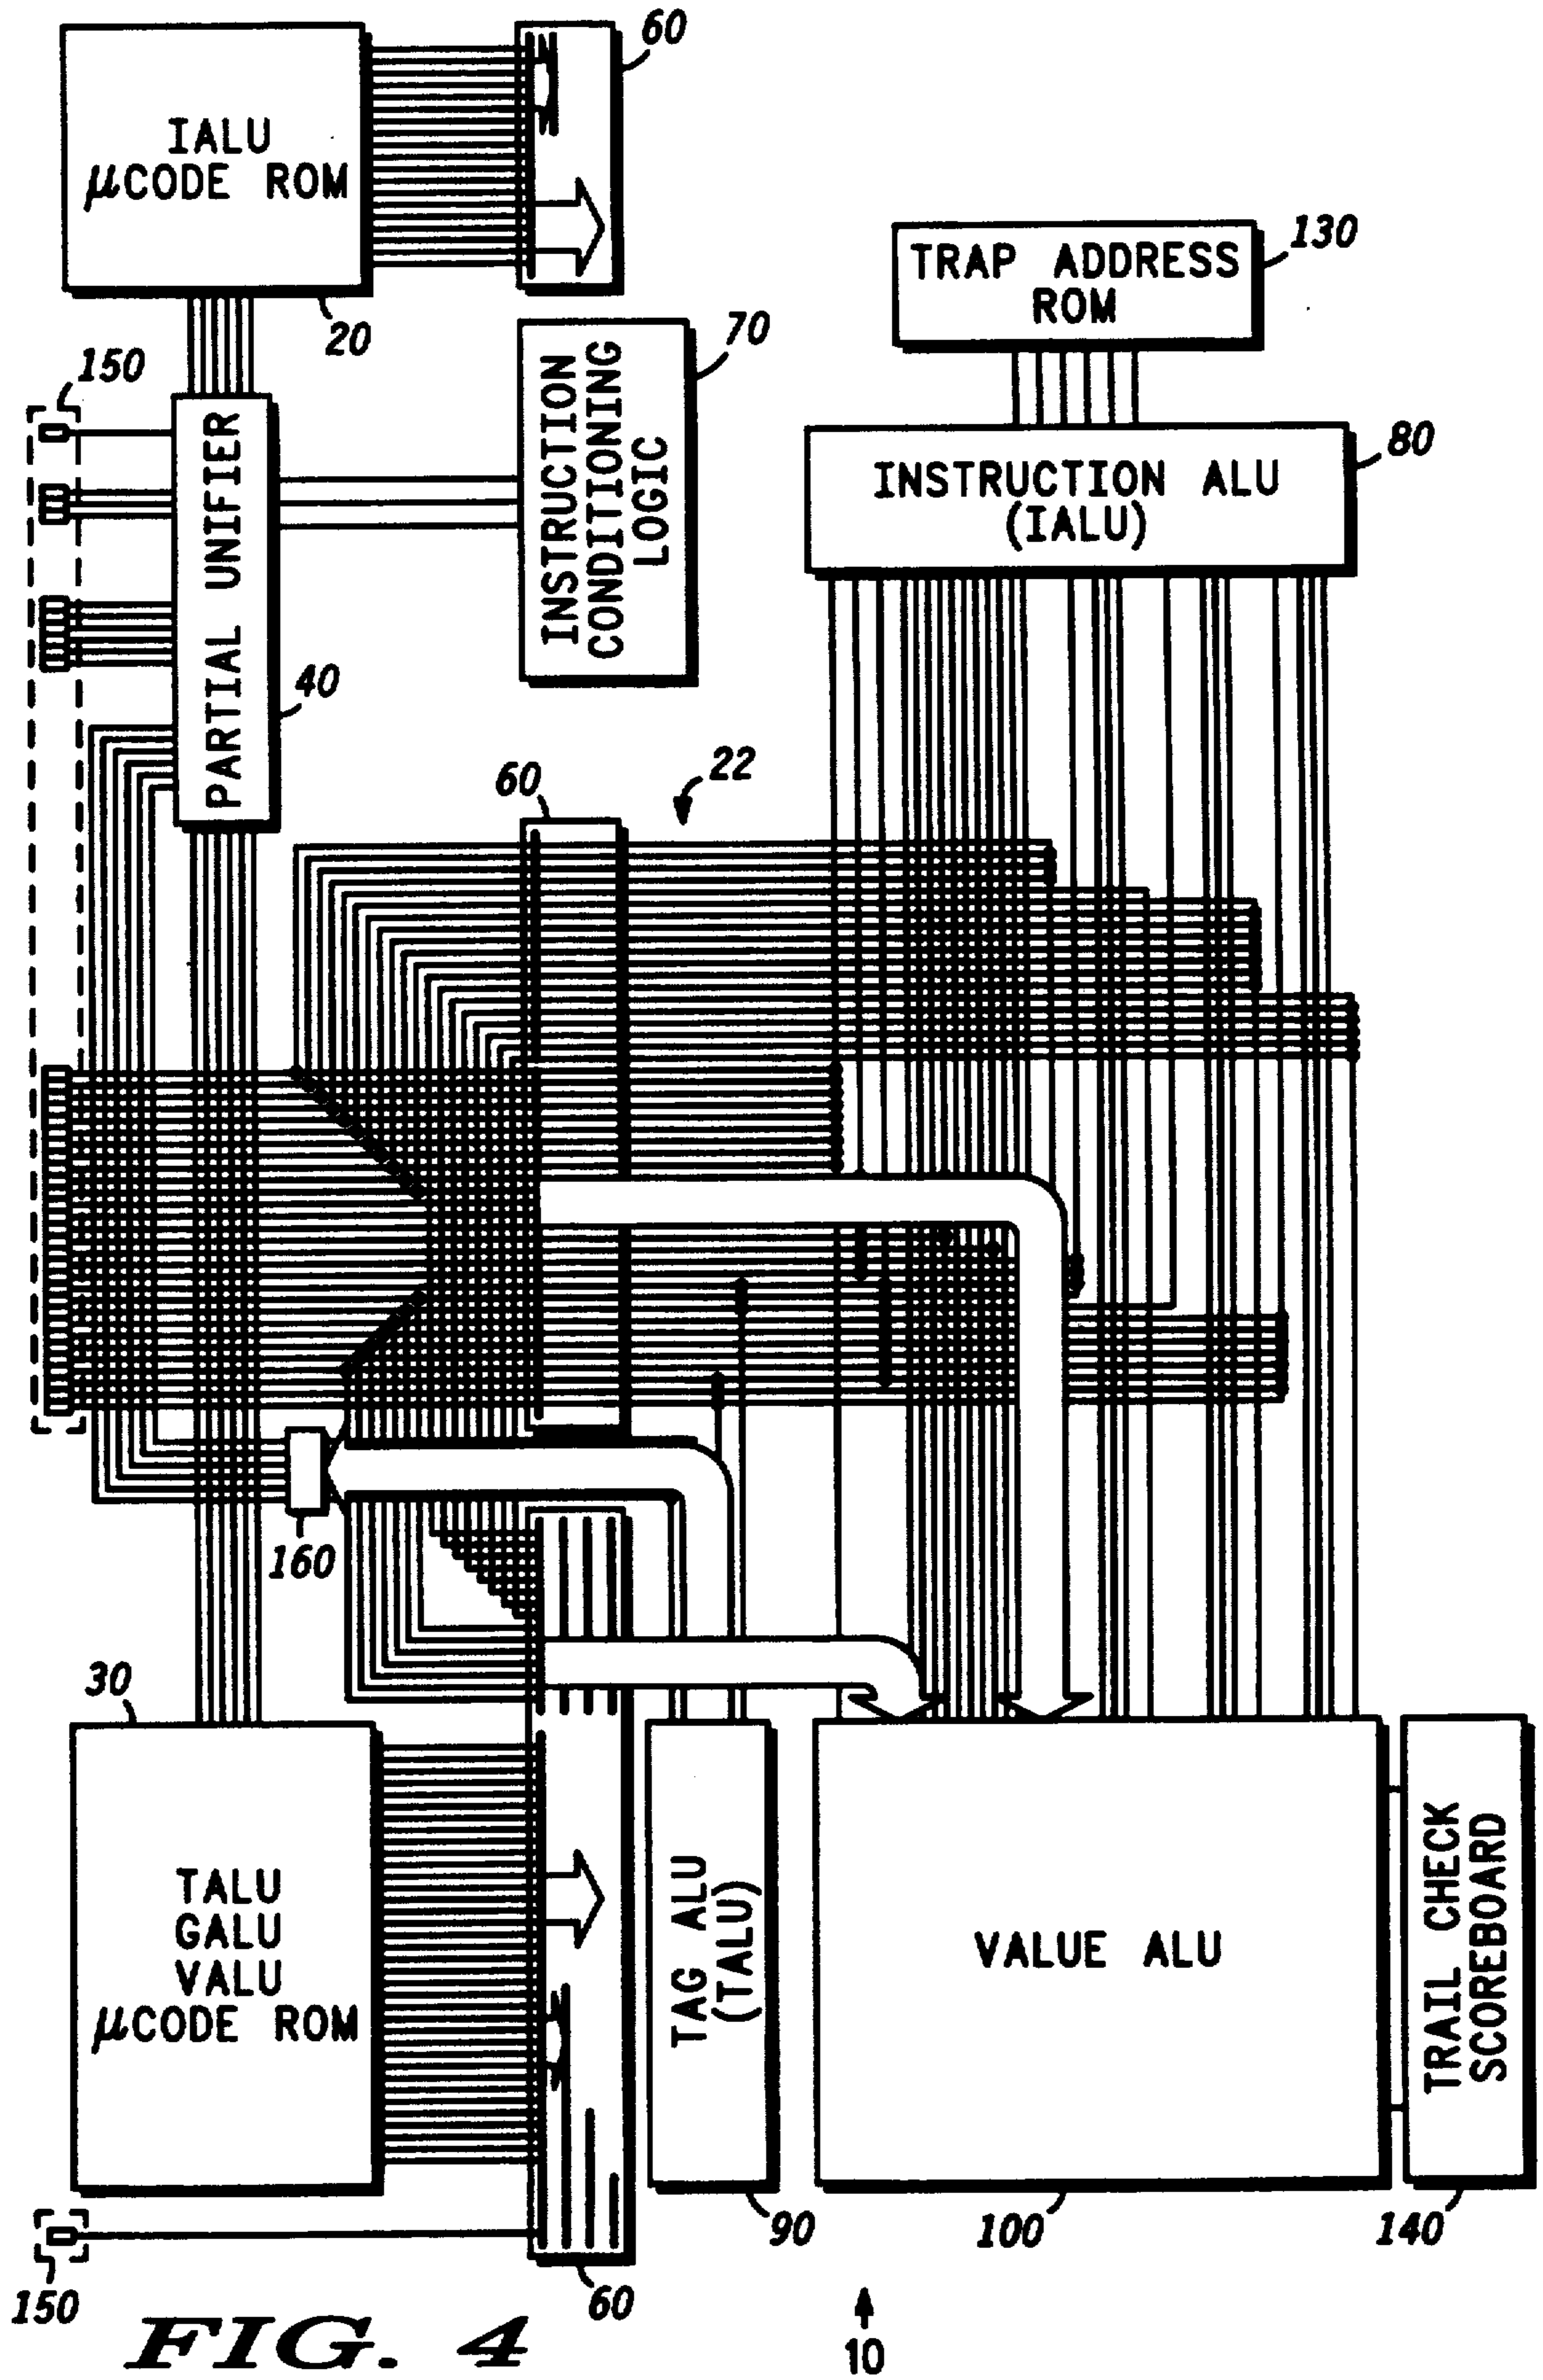 60
IALU
μCODE ROM
20
130
TRAP ADDRESS
ROM
150
70
INSTRUCTION
CONDITIONING
LOGIC
PARTIAL UNIFIER
40
80
INSTRUCTION ALU
(IALU)
60
22
160
30
TALU
GALU
VALU
μCODE ROM
TAG ALU
(TALU)
VALUE ALU
TRAIL CHECK
SCOREBOARD
90
100
140
150
60
10
FIG. 4